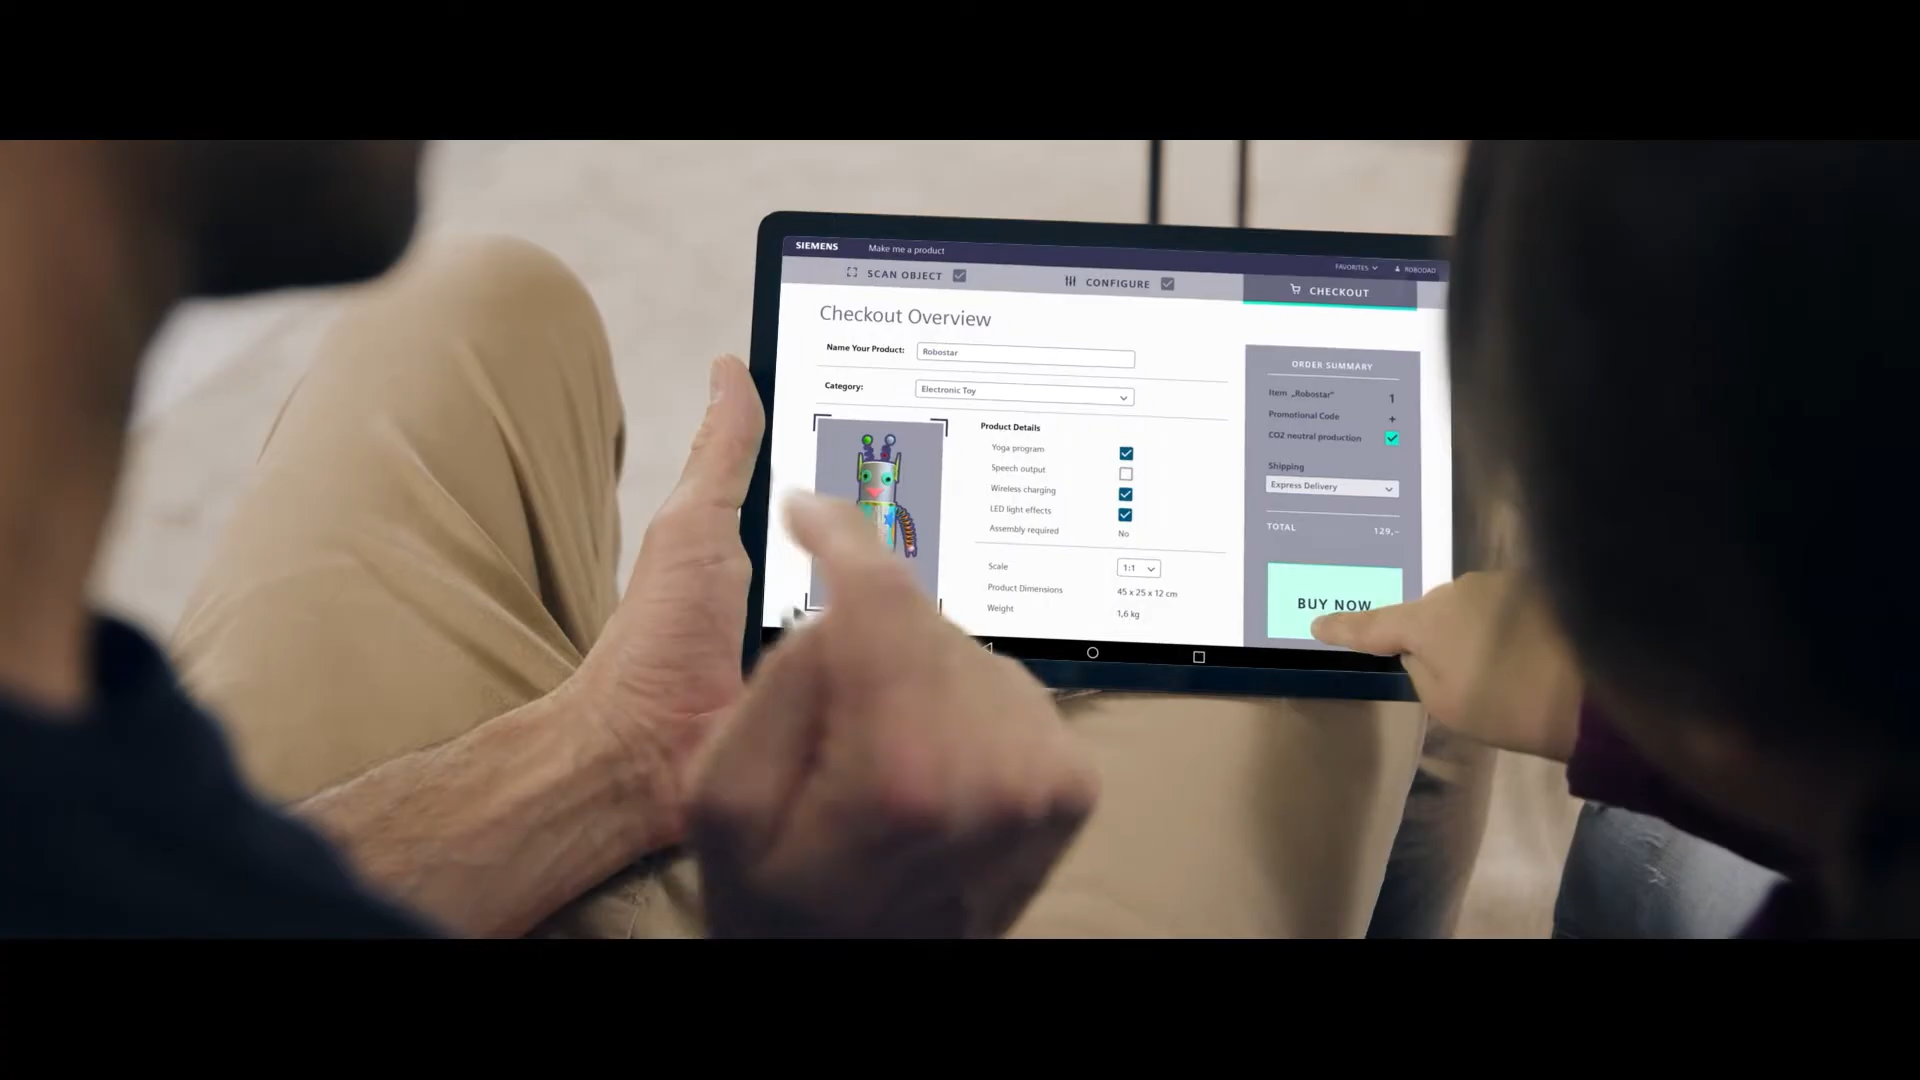 SIEMENS Make me a product
FAVORITES ROBODAD
SCAN OBJECT CONFIGURE CHECKOUT
Checkout Overview
Name Your Product: Robostar
Category: Electronic Toy
Product Details
Yoga program
Speech output
Wireless charging
LED light effects
Assembly required No
Scale 1:1
Product Dimensions 45 x 25 x 12 cm
Weight 1,6 kg
ORDER SUMMARY
Item „Robostar" 1
Promotional Code +
CO2 neutral production
Shipping
Express Delivery
TOTAL 129,–
BUY NOW